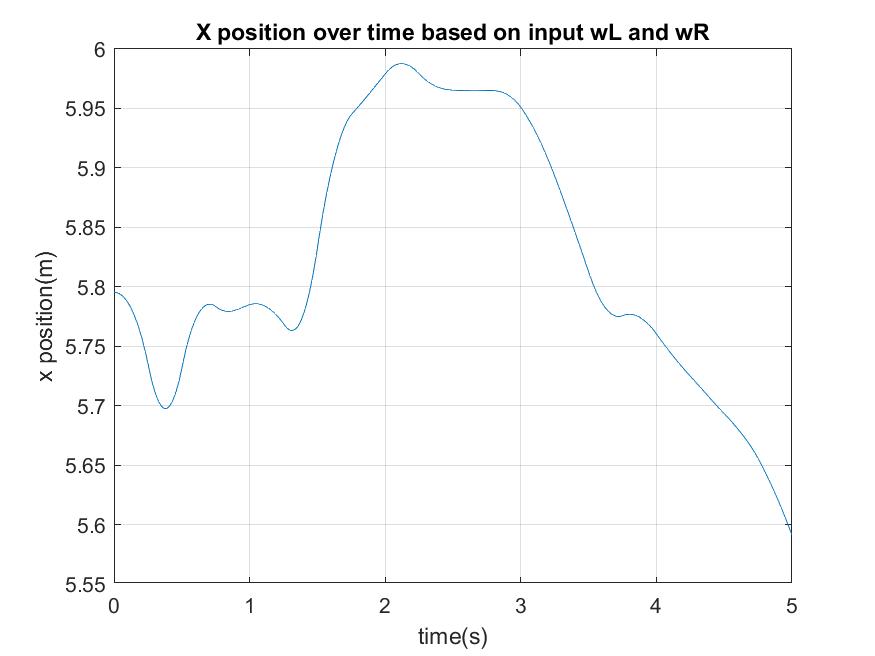 X position over time based on input wL and wR
6
5.95
5.9
5.85
5.8
5.75
5.7
5.65
5.6
5.55
x position(m)
0 1 2 3 4 5
time(s)